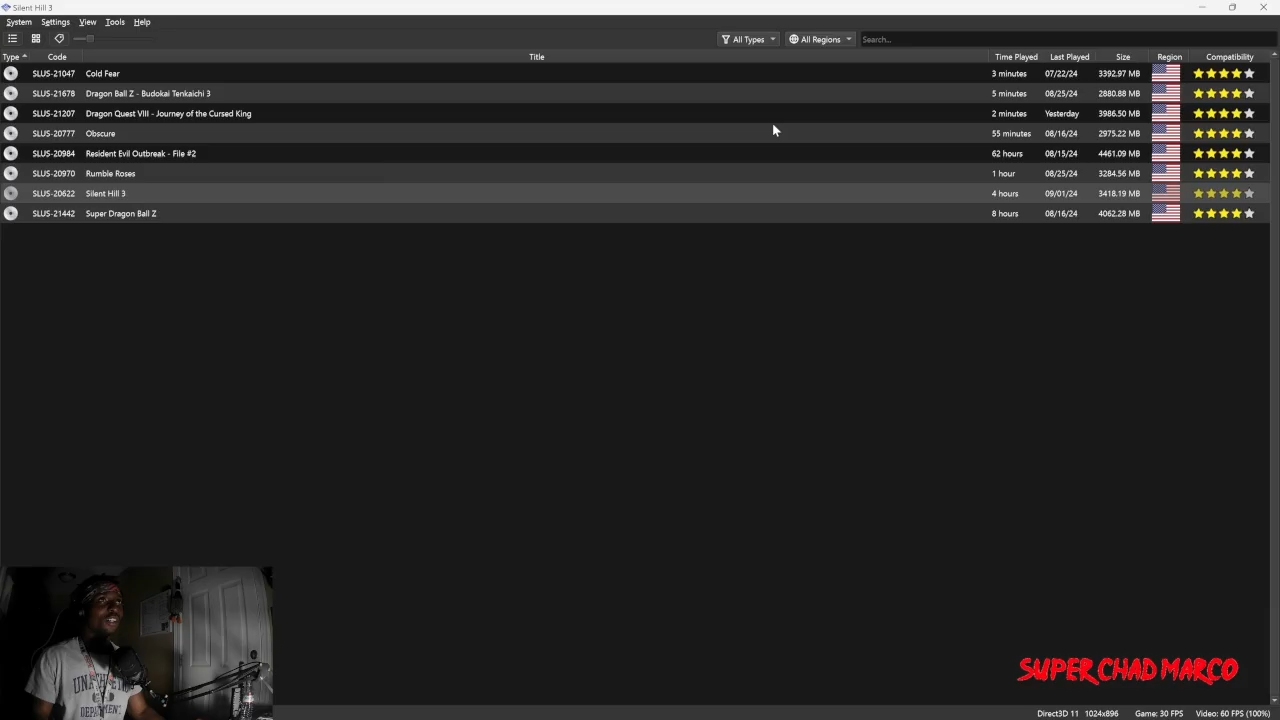 Silent Hill 3
System Settings View Tools Help
All Types All Regions Search...
Type Code Title Time Played Last Played Size Region Compatibility
SLUS-21047 Cold Fear 3 minutes 07/22/24 3392.97 MB
SLUS-21678 Dragon Ball Z - Budokai Tenkaichi 3 5 minutes 08/25/24 2880.88 MB
SLUS-21207 Dragon Quest VIII - Journey of the Cursed King 2 minutes Yesterday 3986.50 MB
SLUS-20777 Obscure 55 minutes 08/16/24 2975.22 MB
SLUS-20984 Resident Evil Outbreak - File #2 62 hours 08/15/24 4461.09 MB
SLUS-20970 Rumble Roses 1 hour 08/25/24 3284.56 MB
SLUS-20622 Silent Hill 3 4 hours 09/01/24 3418.19 MB
SLUS-21442 Super Dragon Ball Z 8 hours 08/16/24 4062.28 MB
SUPER CHAD MARCO
Direct3D 11 1024x896 Game: 30 FPS Video: 60 FPS (100%)